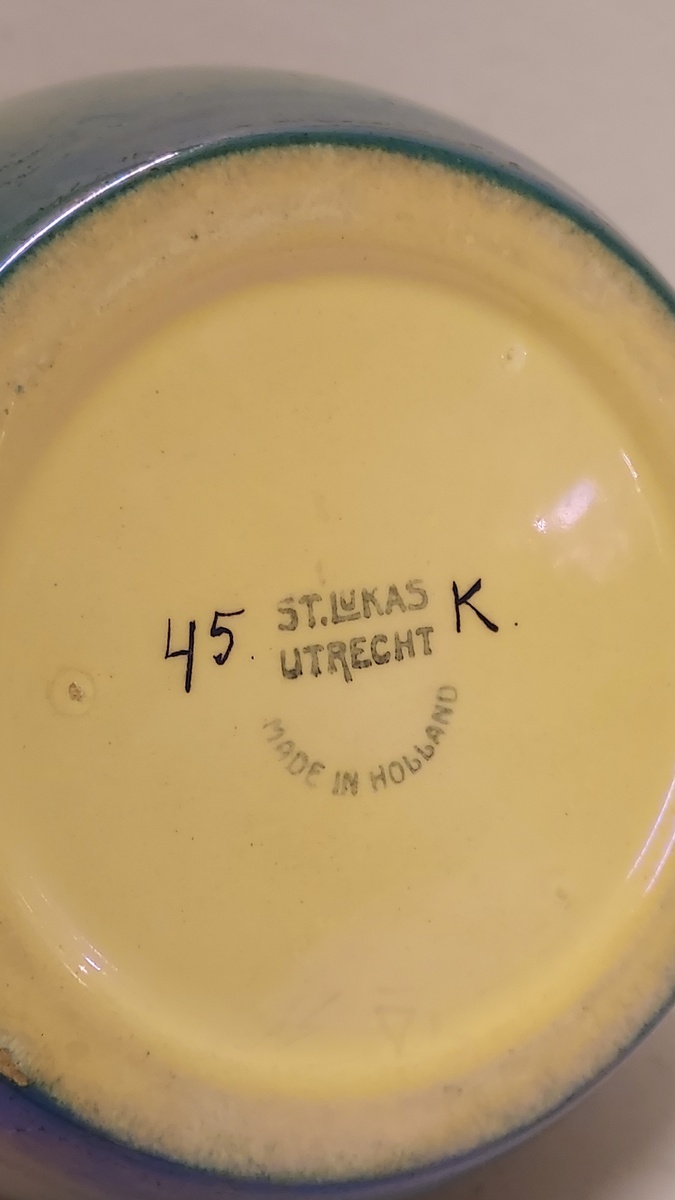 45. ST. LUKAS K.
UTRECHT
MADE IN HOLLAND